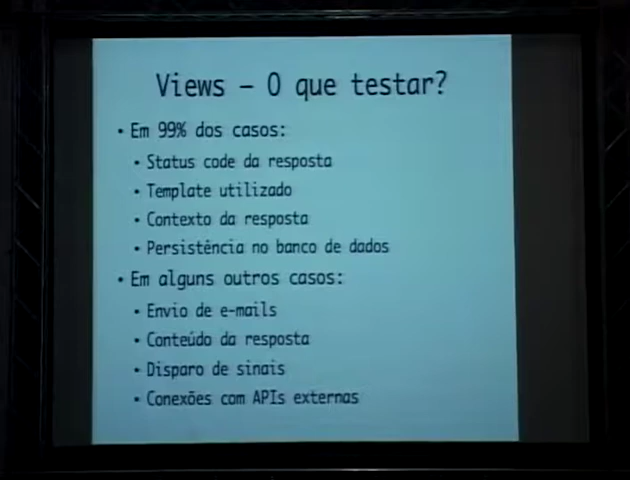 Views – O que testar?
• Em 99% dos casos:
• Status code da resposta
• Template utilizado
• Contexto da resposta
• Persistência no banco de dados
• Em alguns outros casos:
• Envio de e-mails
• Conteúdo da resposta
• Disparo de sinais
• Conexões com APIs externas